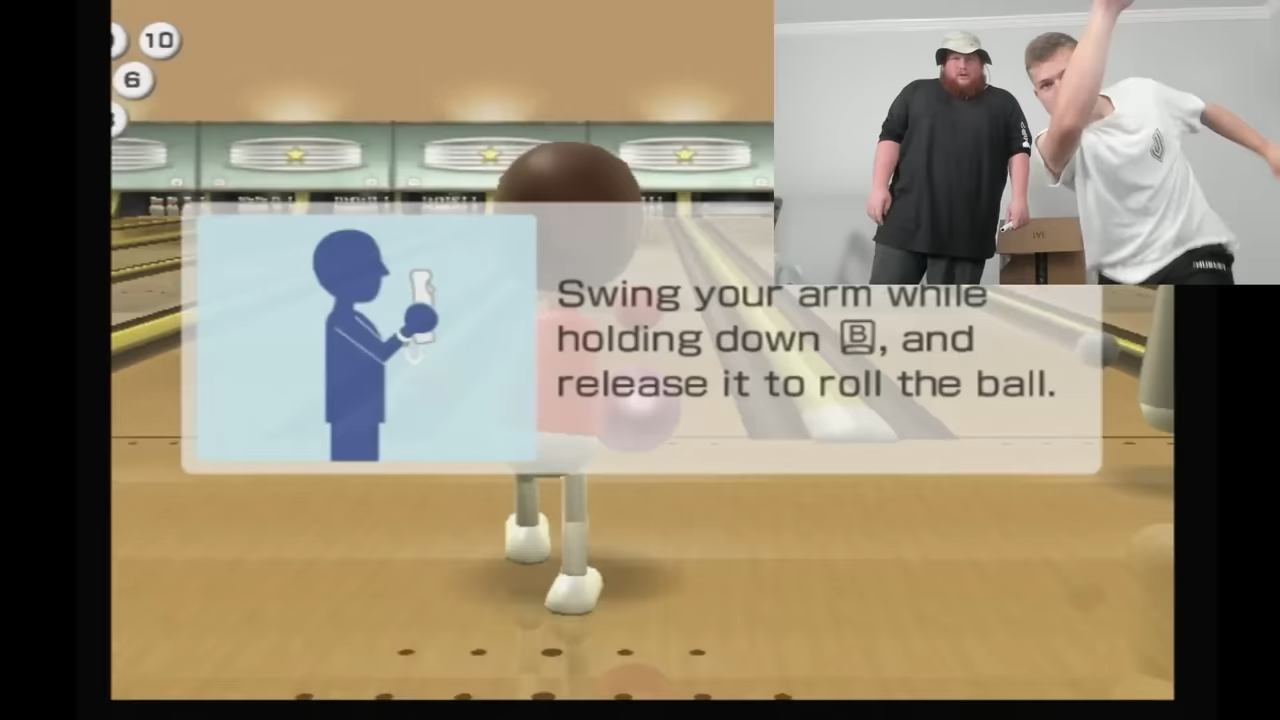 10
6
Swing your arm while
holding down B, and
release it to roll the ball.